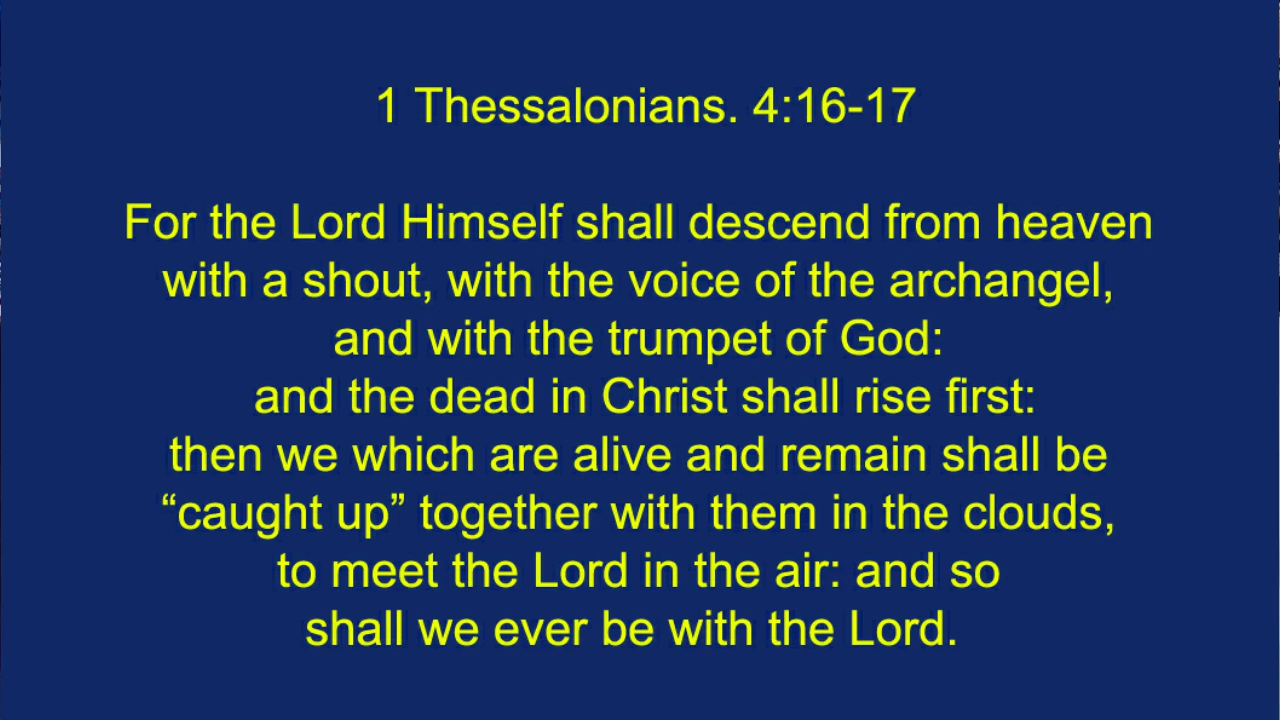 1 Thessalonians. 4:16-17
For the Lord Himself shall descend from heaven
with a shout, with the voice of the archangel,
and with the trumpet of God:
and the dead in Christ shall rise first:
then we which are alive and remain shall be
“caught up” together with them in the clouds,
to meet the Lord in the air: and so
shall we ever be with the Lord.